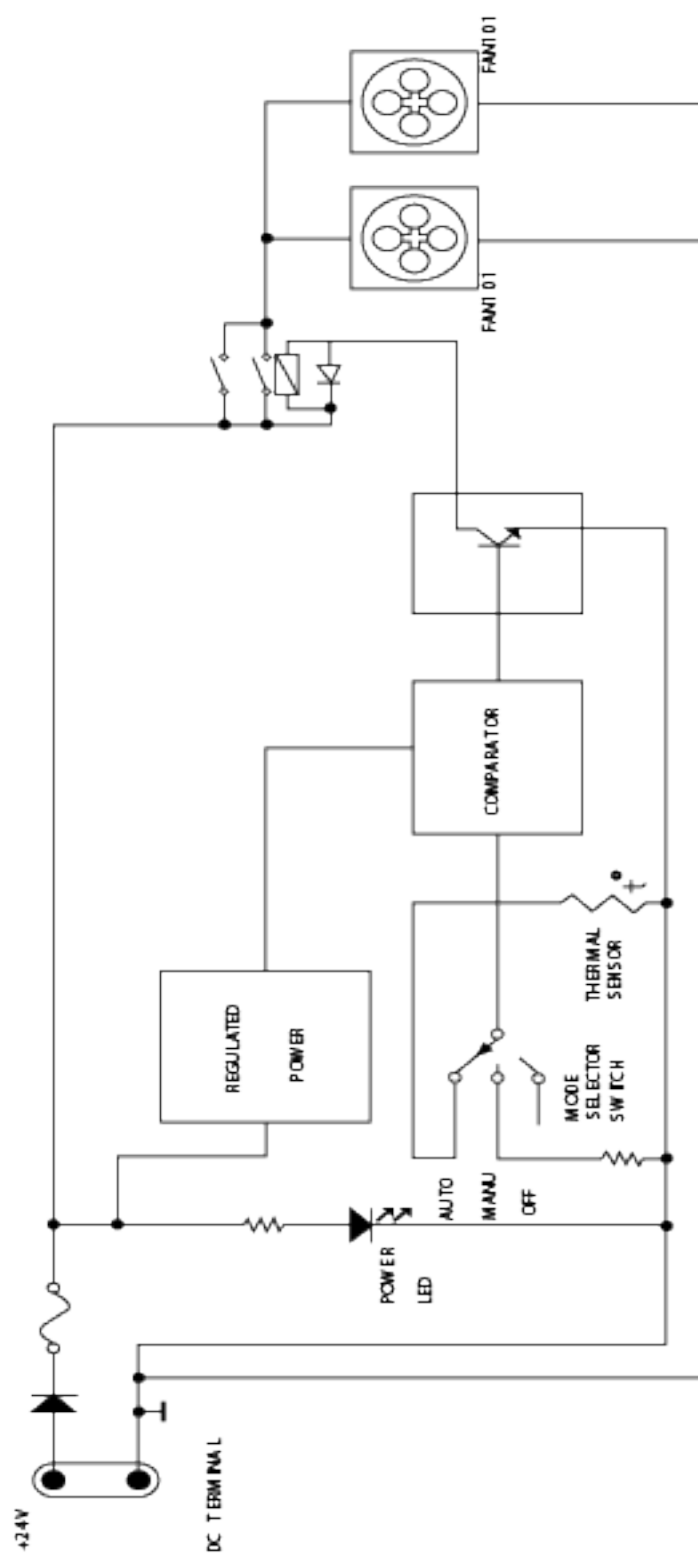 +24V
DC TERMINAL
POWER
LED
AUTO
MANU
OFF
MODE
SELECTOR
SWITCH
REGULATED
POWER
THERMAL
SENSOR
t°
COMPARATOR
FAN101
FAN101